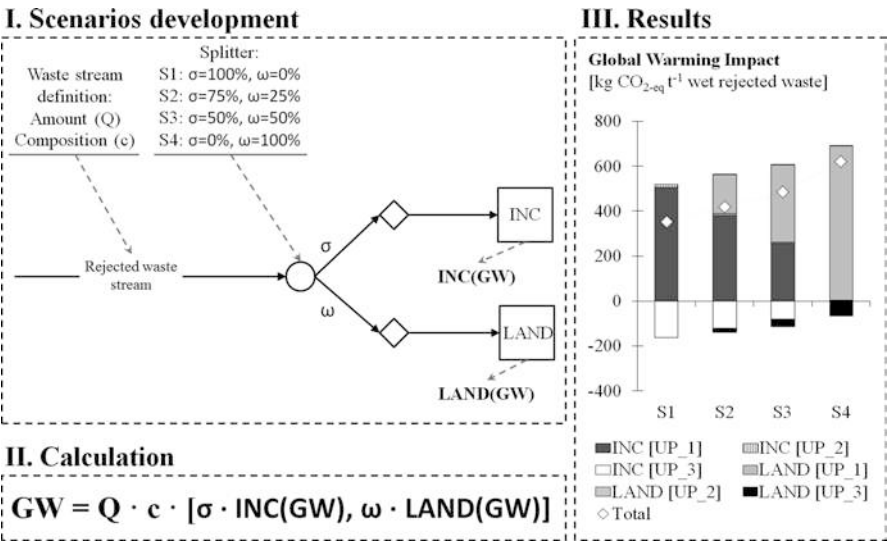 I. Scenarios development
Waste stream
definition:
Amount (Q)
Composition (c)
Splitter:
S1: σ=100%, ω=0%
S2: σ=75%, ω=25%
S3: σ=50%, ω=50%
S4: σ=0%, ω=100%
Rejected waste
stream
σ
ω
INC
INC(GW)
LAND
LAND(GW)
II. Calculation
GW = Q · c · [σ · INC(GW), ω · LAND(GW)]
III. Results
Global Warming Impact
[kg CO2-eq t-1 wet rejected waste]
800
600
400
200
0
-200
-400
S1 S2 S3 S4
INC [UP_1] INC [UP_2]
INC [UP_3] LAND [UP_1]
LAND [UP_2] LAND [UP_3]
Total